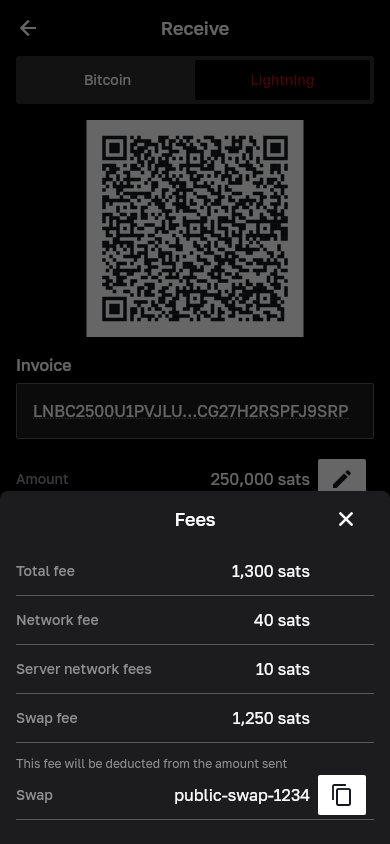 Receive
Bitcoin
Lightning
Invoice
LNBC2500U1PVJLU...CG27H2RSPFJ9SRP
Amount 250,000 sats
Fees
Total fee 1,300 sats
Network fee 40 sats
Server network fees 10 sats
Swap fee 1,250 sats
This fee will be deducted from the amount sent
Swap public-swap-1234